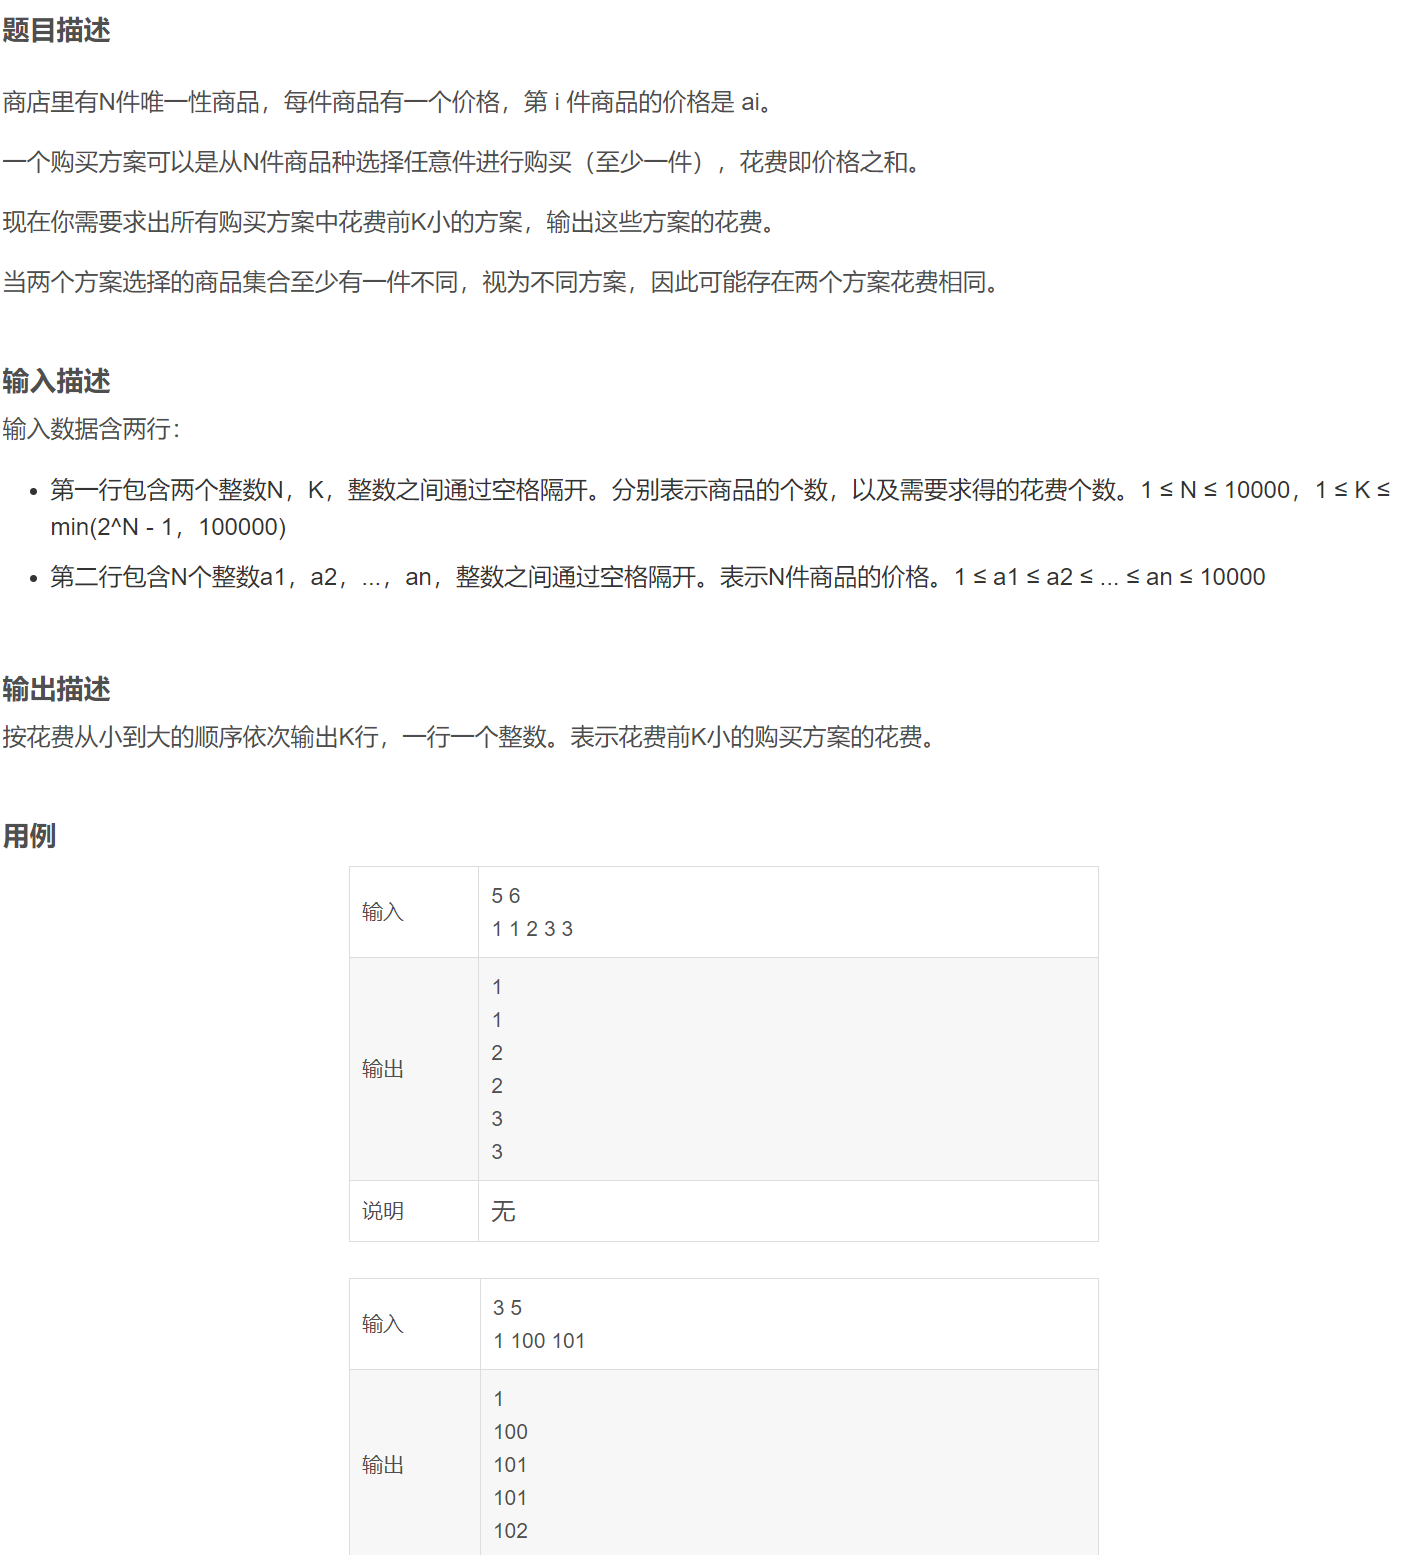 题目描述
商店里有N件唯一性商品，每件商品有一个价格，第 i 件商品的价格是 ai。
一个购买方案可以是从N件商品种选择任意件进行购买（至少一件），花费即价格之和。
现在你需要求出所有购买方案中花费前K小的方案，输出这些方案的花费。
当两个方案选择的商品集合至少有一件不同，视为不同方案，因此可能存在两个方案花费相同。
输入描述
输入数据含两行：
• 第一行包含两个整数N，K，整数之间通过空格隔开。分别表示商品的个数，以及需要求得的花费个数。1 ≤ N ≤ 10000，1 ≤ K ≤
min(2^N - 1，100000)
• 第二行包含N个整数a1，a2，...，an，整数之间通过空格隔开。表示N件商品的价格。1 ≤ a1 ≤ a2 ≤ ... ≤ an ≤ 10000
输出描述
按花费从小到大的顺序依次输出K行，一行一个整数。表示花费前K小的购买方案的花费。
用例
输入
5 6
1 1 2 3 3
输出
1
1
2
2
3
3
说明
无
输入
3 5
1 100 101
输出
1
100
101
101
102